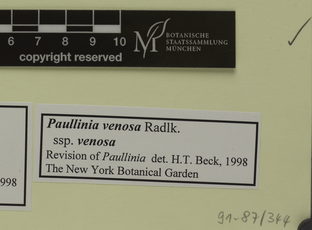 6 7 8 9 10
copyright reserved
BOTANISCHE
STAATSSAMMLUNG
MÜNCHEN
Paullinia venosa Radlk.
ssp. venosa
Revision of Paullinia det. H.T. Beck, 1998
The New York Botanical Garden
998
91-87/344